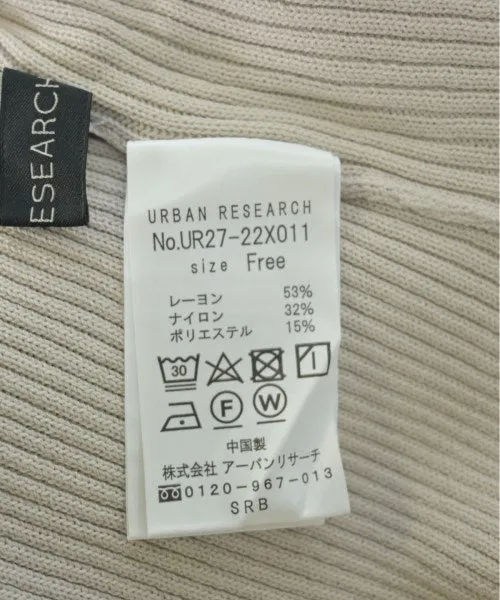 ESEARCH
URBAN RESEARCH
No.UR27-22X011
size Free
レーヨン 53%
ナイロン 32%
ポリエステル 15%
30
F W
中国製
株式会社 アーバンリサーチ
0120-967-013
SRB